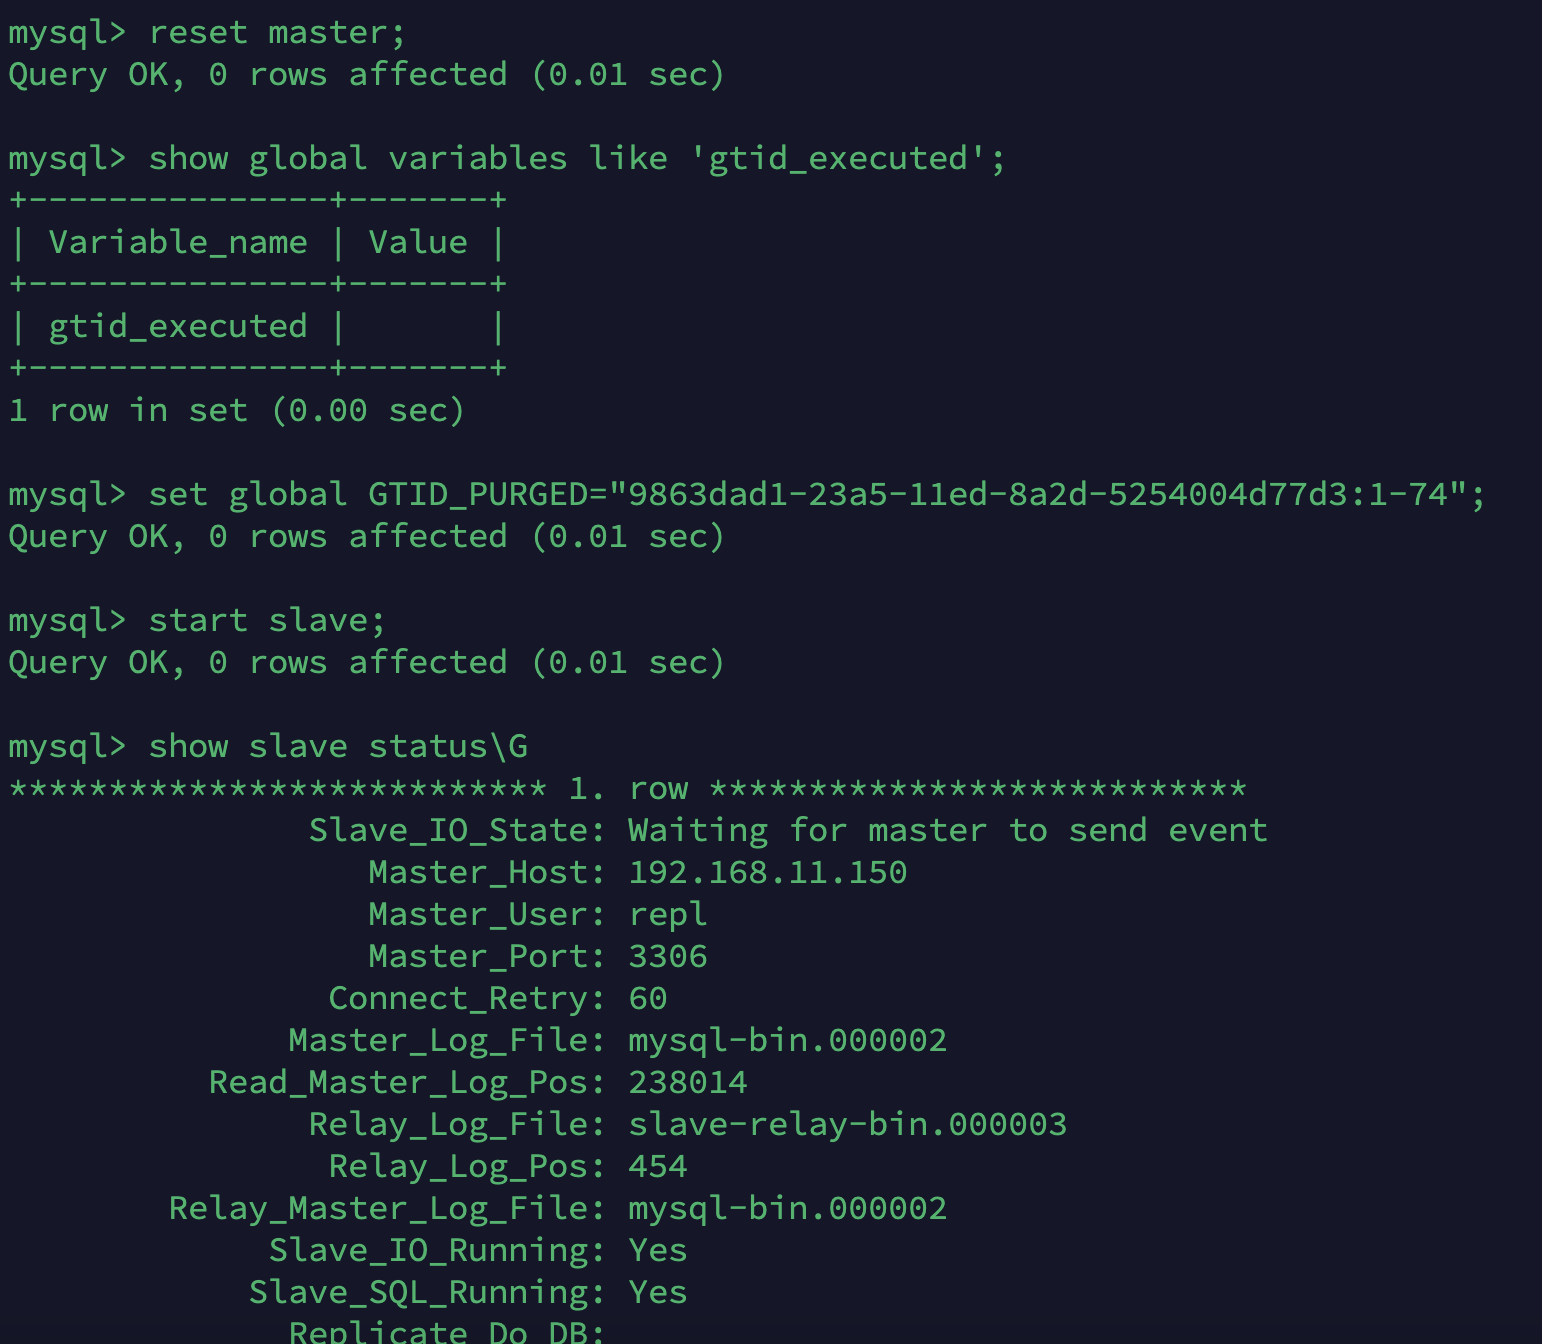 mysql> reset master;
Query OK, 0 rows affected (0.01 sec)
mysql> show global variables like 'gtid_executed';
+---------------+-------+
| Variable_name | Value |
+---------------+-------+
| gtid_executed |       |
+---------------+-------+
1 row in set (0.00 sec)
mysql> set global GTID_PURGED="9863dad1-23a5-11ed-8a2d-5254004d77d3:1-74";
Query OK, 0 rows affected (0.01 sec)
mysql> start slave;
Query OK, 0 rows affected (0.01 sec)
mysql> show slave status\G
*************************** 1. row ***************************
               Slave_IO_State: Waiting for master to send event
                  Master_Host: 192.168.11.150
                  Master_User: repl
                  Master_Port: 3306
                Connect_Retry: 60
              Master_Log_File: mysql-bin.000002
          Read_Master_Log_Pos: 238014
               Relay_Log_File: slave-relay-bin.000003
                Relay_Log_Pos: 454
        Relay_Master_Log_File: mysql-bin.000002
             Slave_IO_Running: Yes
            Slave_SQL_Running: Yes
              Replicate_Do_DB: